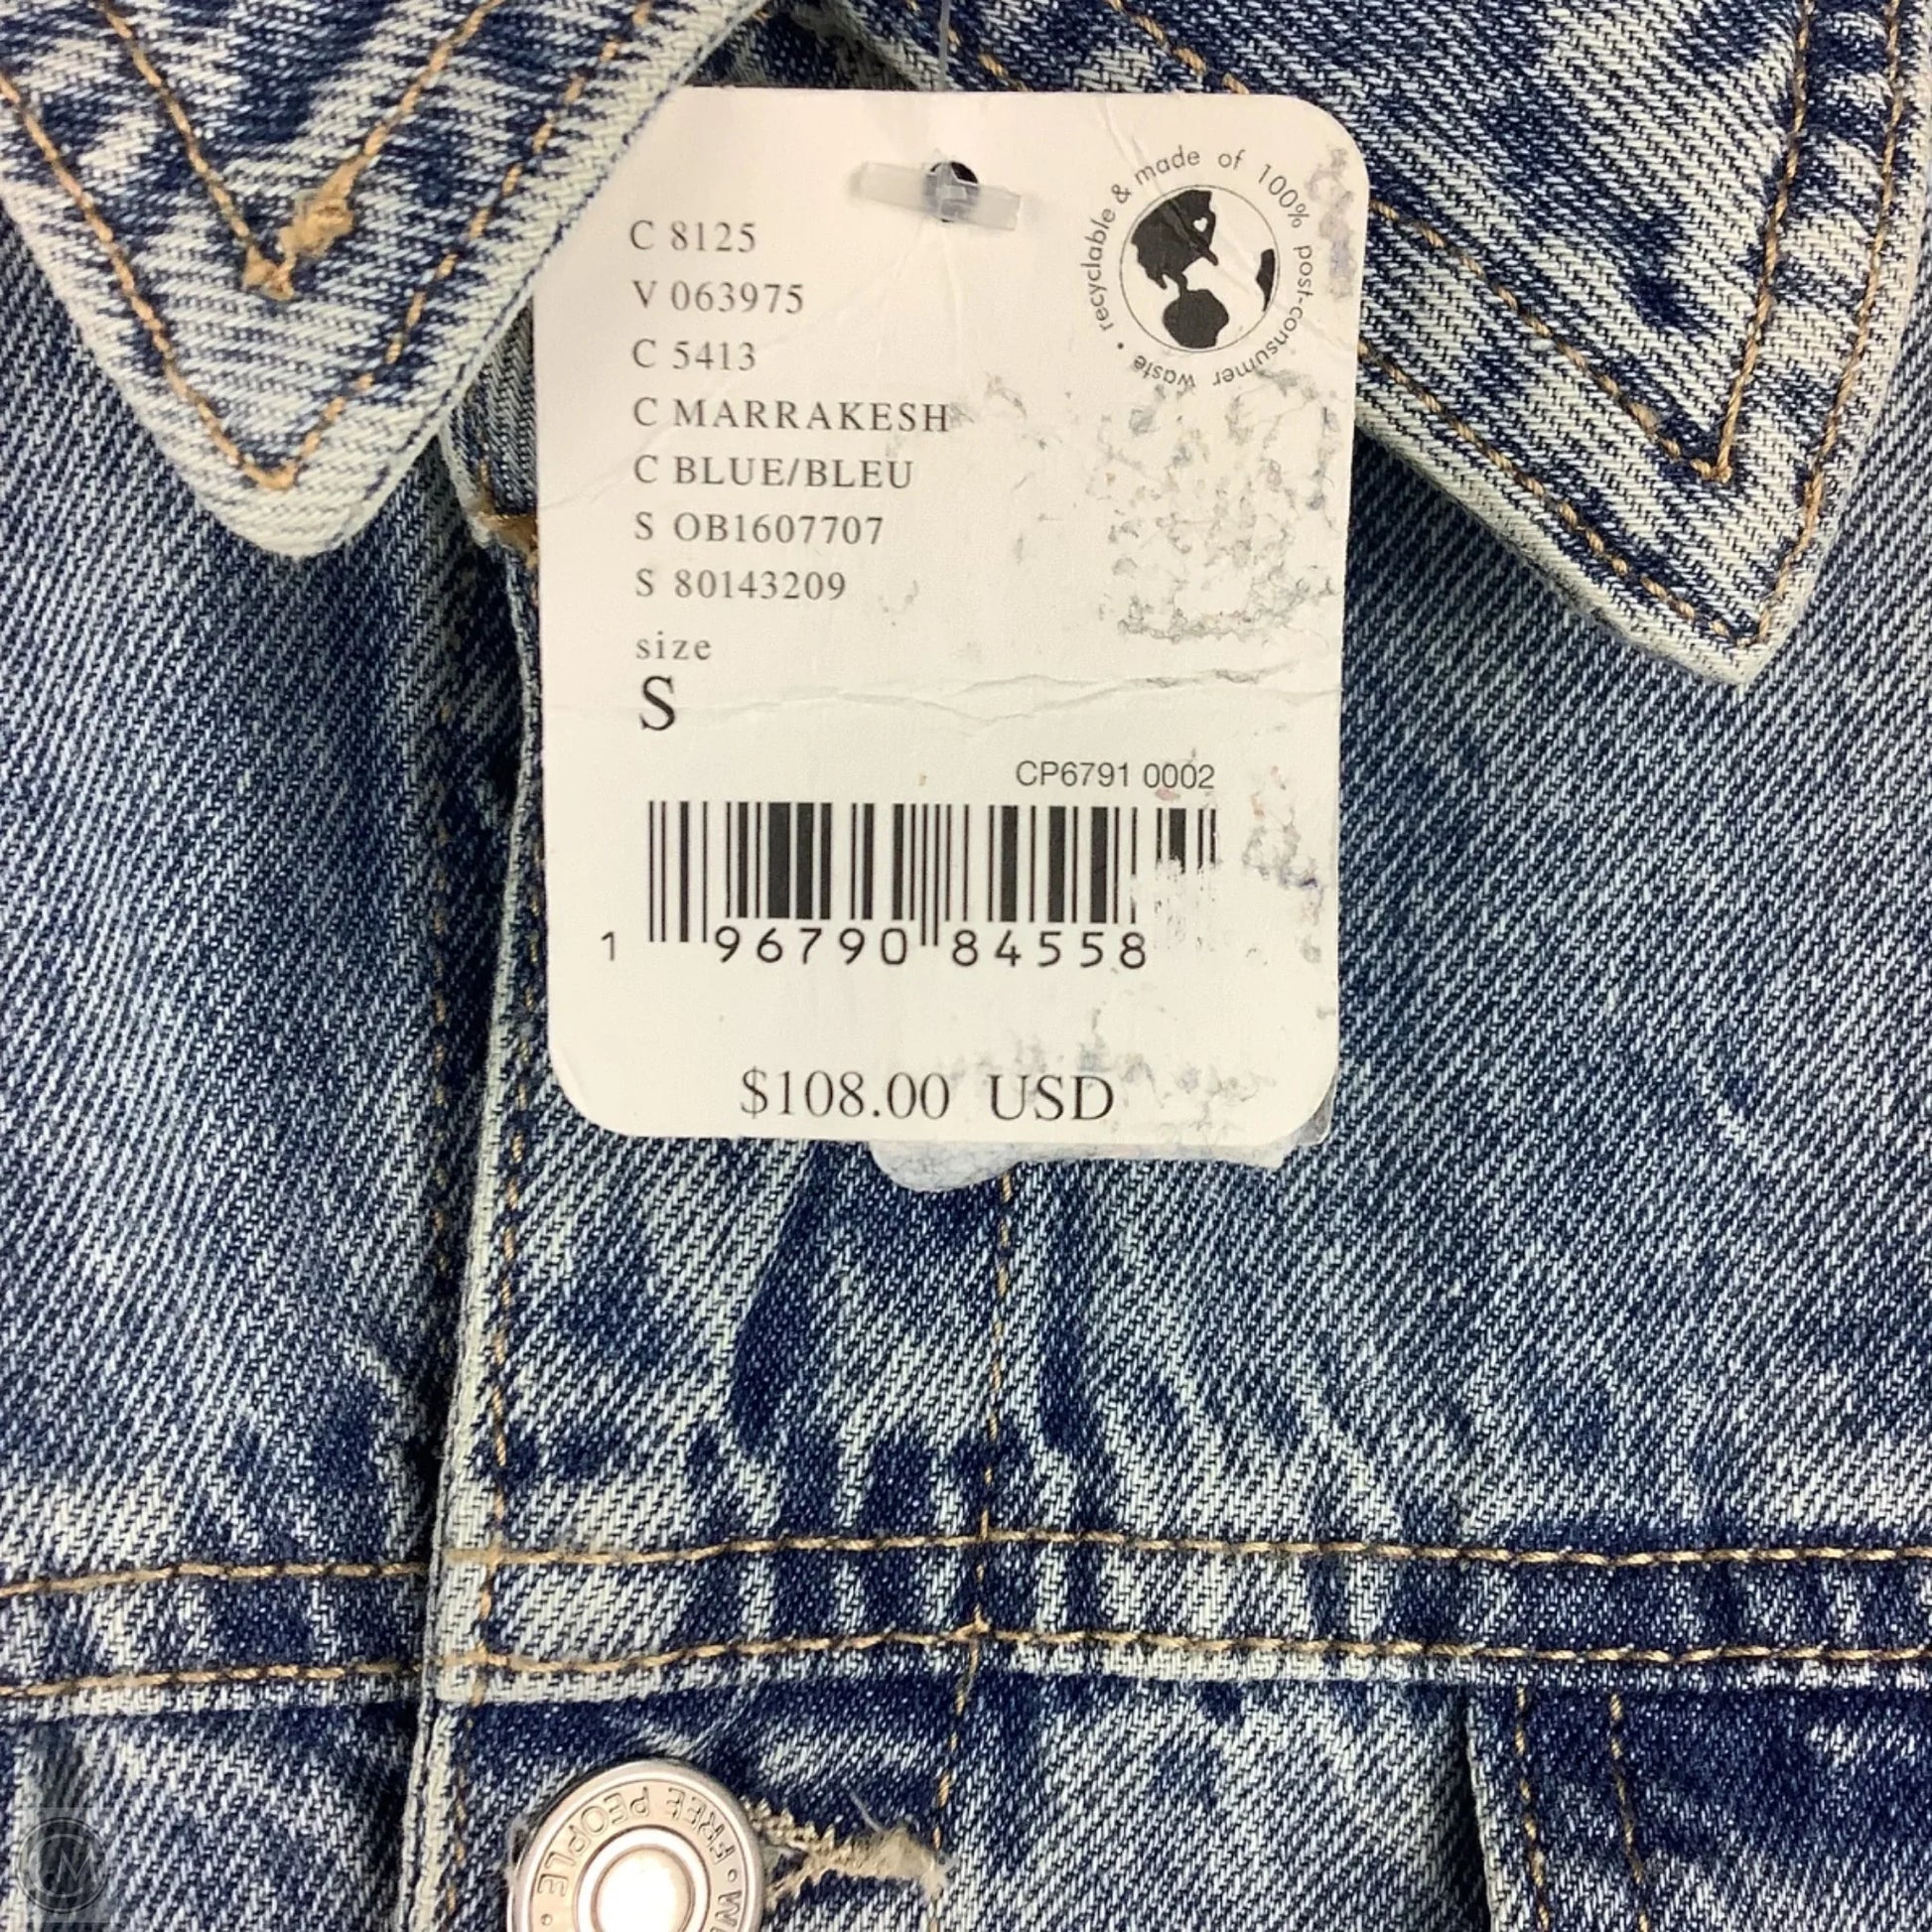 C 8125
V 063975
C 5413
C MARRAKESH
C BLUE/BLEU
S OB1607707
S 80143209
size
S
recyclable & made of 100% post-consumer waste •
CP6791 0002
1 96790 84558
$108.00 USD
• FREE PEOPLE •